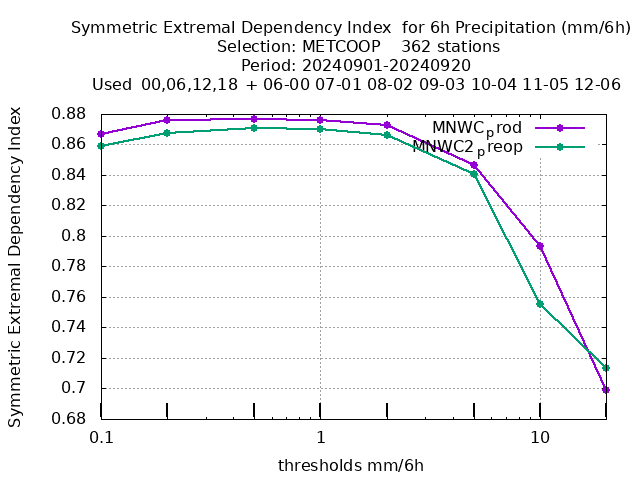 Symmetric Extremal Dependency Index  for 6h Precipitation (mm/6h)
Selection: METCOOP    362 stations
Period: 20240901-20240920
Used  00,06,12,18  + 06-00 07-01 08-02 09-03 10-04 11-05 12-06
Symmetric Extremal Dependency Index
0.88
0.86
0.84
0.82
0.8
0.78
0.76
0.74
0.72
0.7
0.68
MNWCprod
MNWC2preop
0.1
1
10
thresholds mm/6h